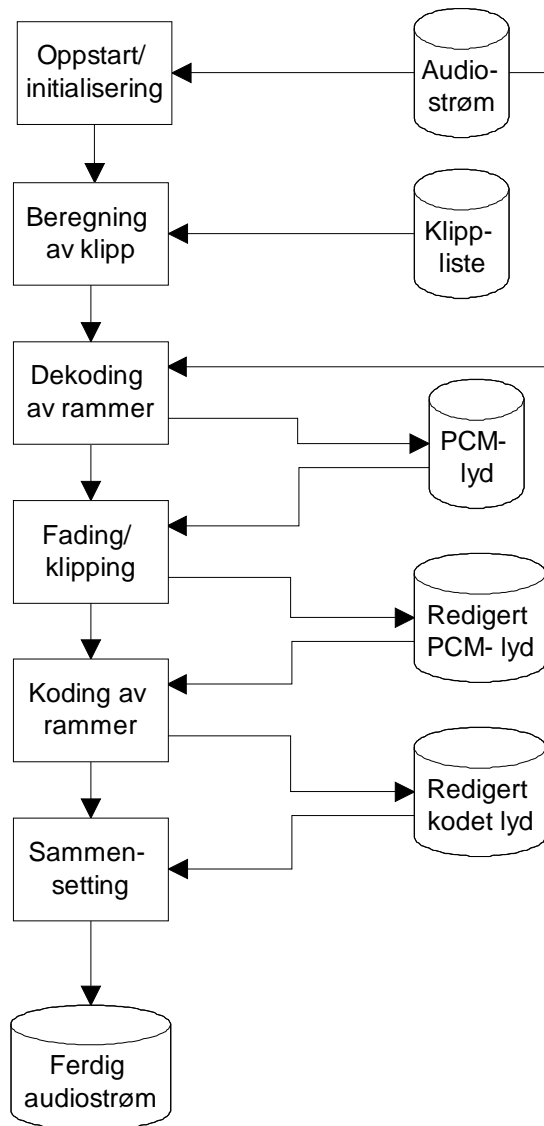 Oppstart/
initialisering
Audio-
strøm
Beregning
av klipp
Klipp-
liste
Dekoding
av rammer
PCM-
lyd
Fading/
klipping
Redigert
PCM- lyd
Koding av
rammer
Redigert
kodet lyd
Sammen-
setting
Ferdig
audiostrøm